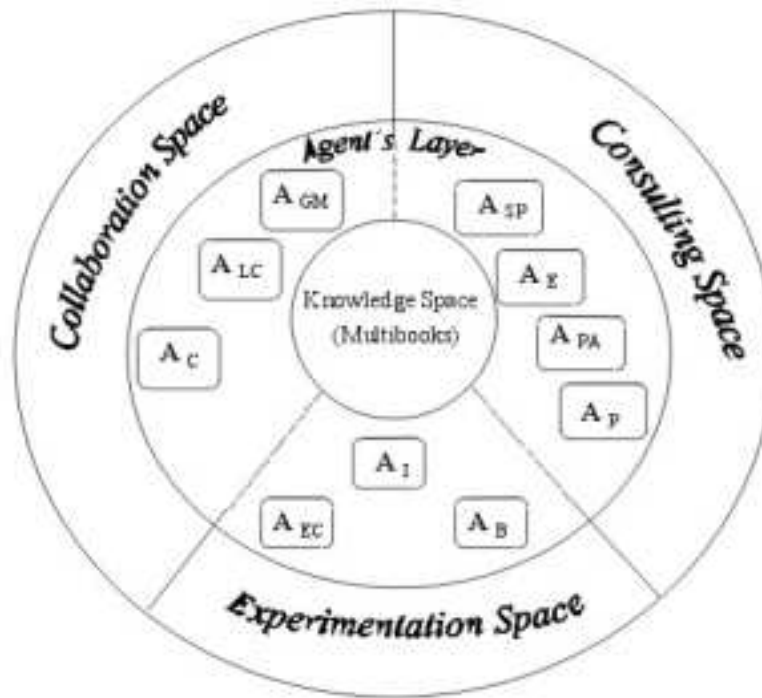 Collaboration Space
Consulting Space
Agent's Layer
A GM
A SP
A LC
A E
Knowledge Space
(Multibooks)
A C
A PA
A P
A I
A EC
A B
Experimentation Space